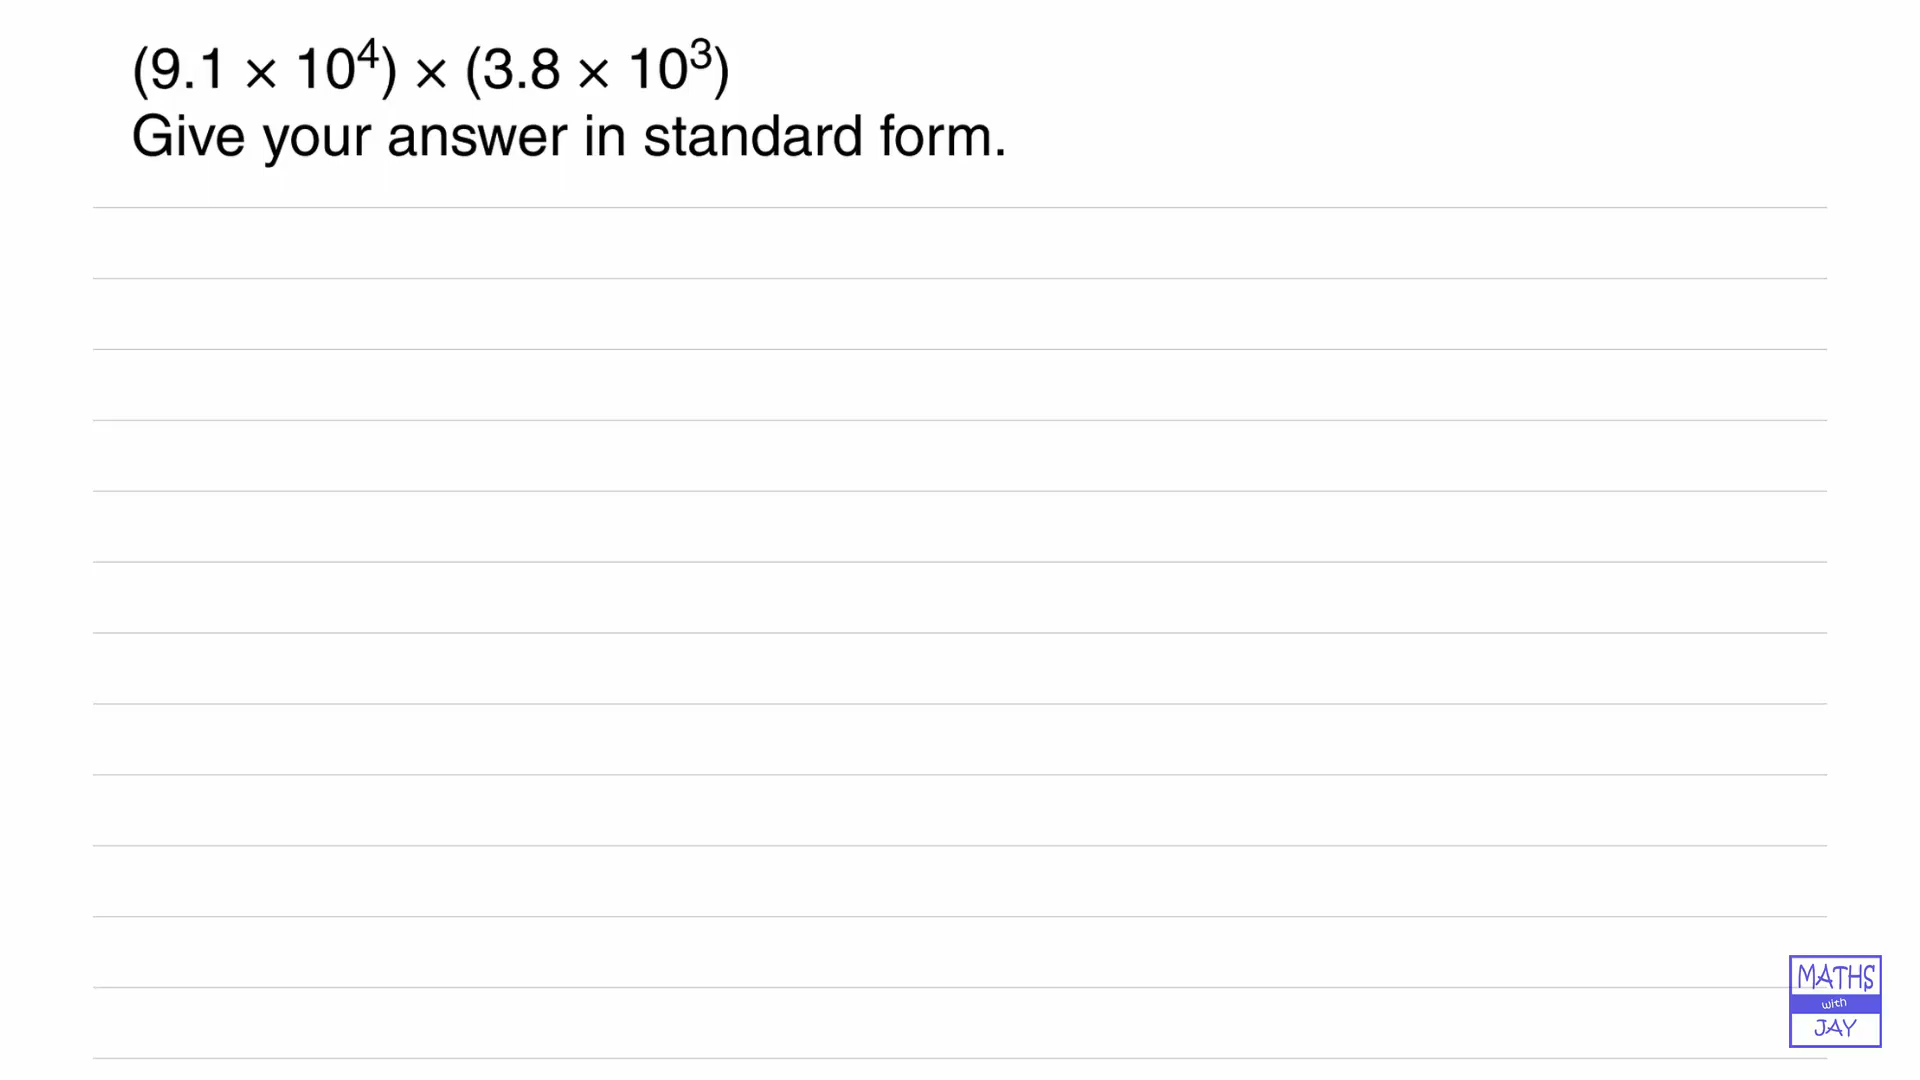 (9.1 × 10⁴) × (3.8 × 10³)
Give your answer in standard form.
MATHS
with
JAY